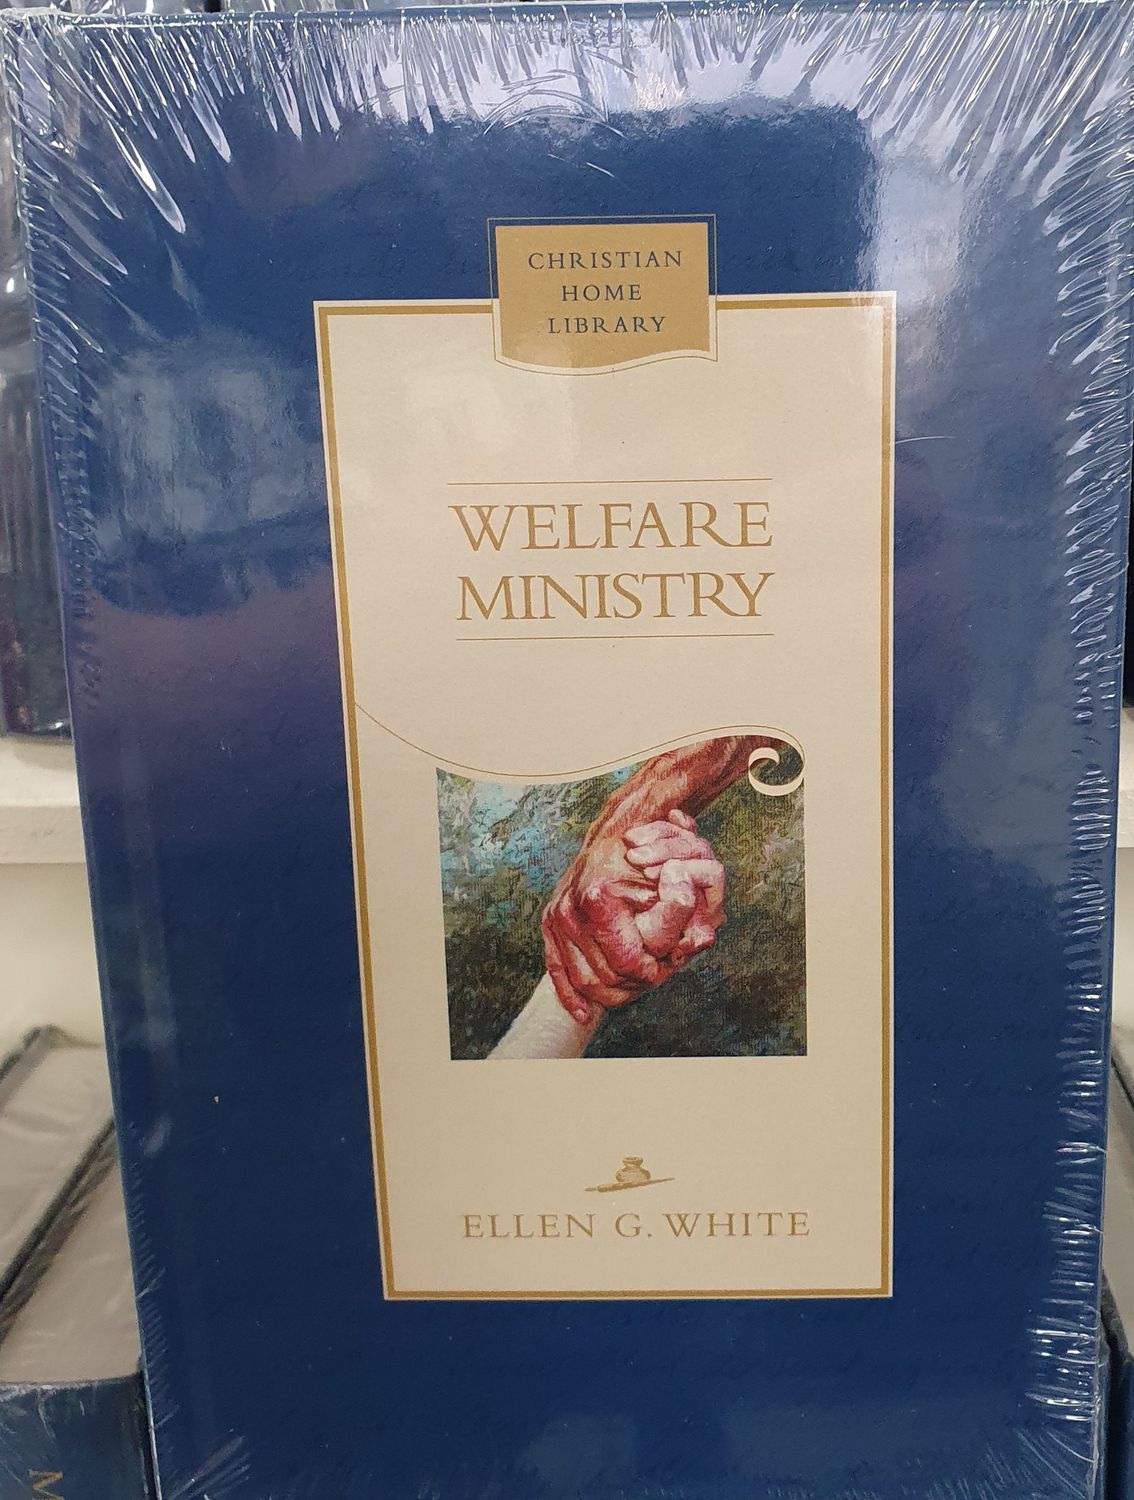 CHRISTIAN
HOME
LIBRARY
WELFARE
MINISTRY
ELLEN G. WHITE
M